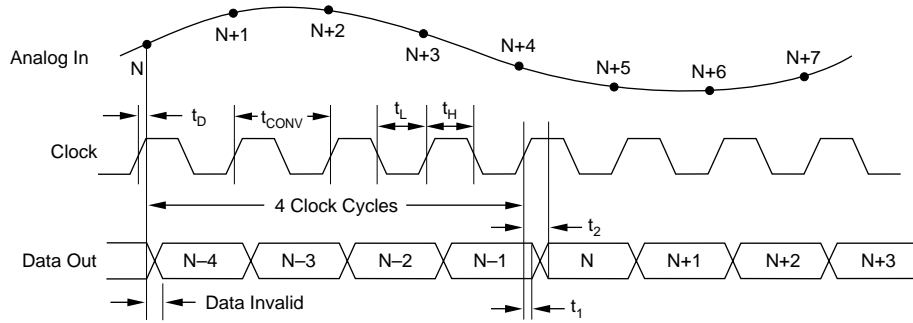 N+1
N+2
N+3
N+4
N+5
N+6
N+7
Analog In
N
t_D
t_CONV
t_L
t_H
Clock
4 Clock Cycles
t_2
Data Out
N–4
N–3
N–2
N–1
N
N+1
N+2
N+3
Data Invalid
t_1